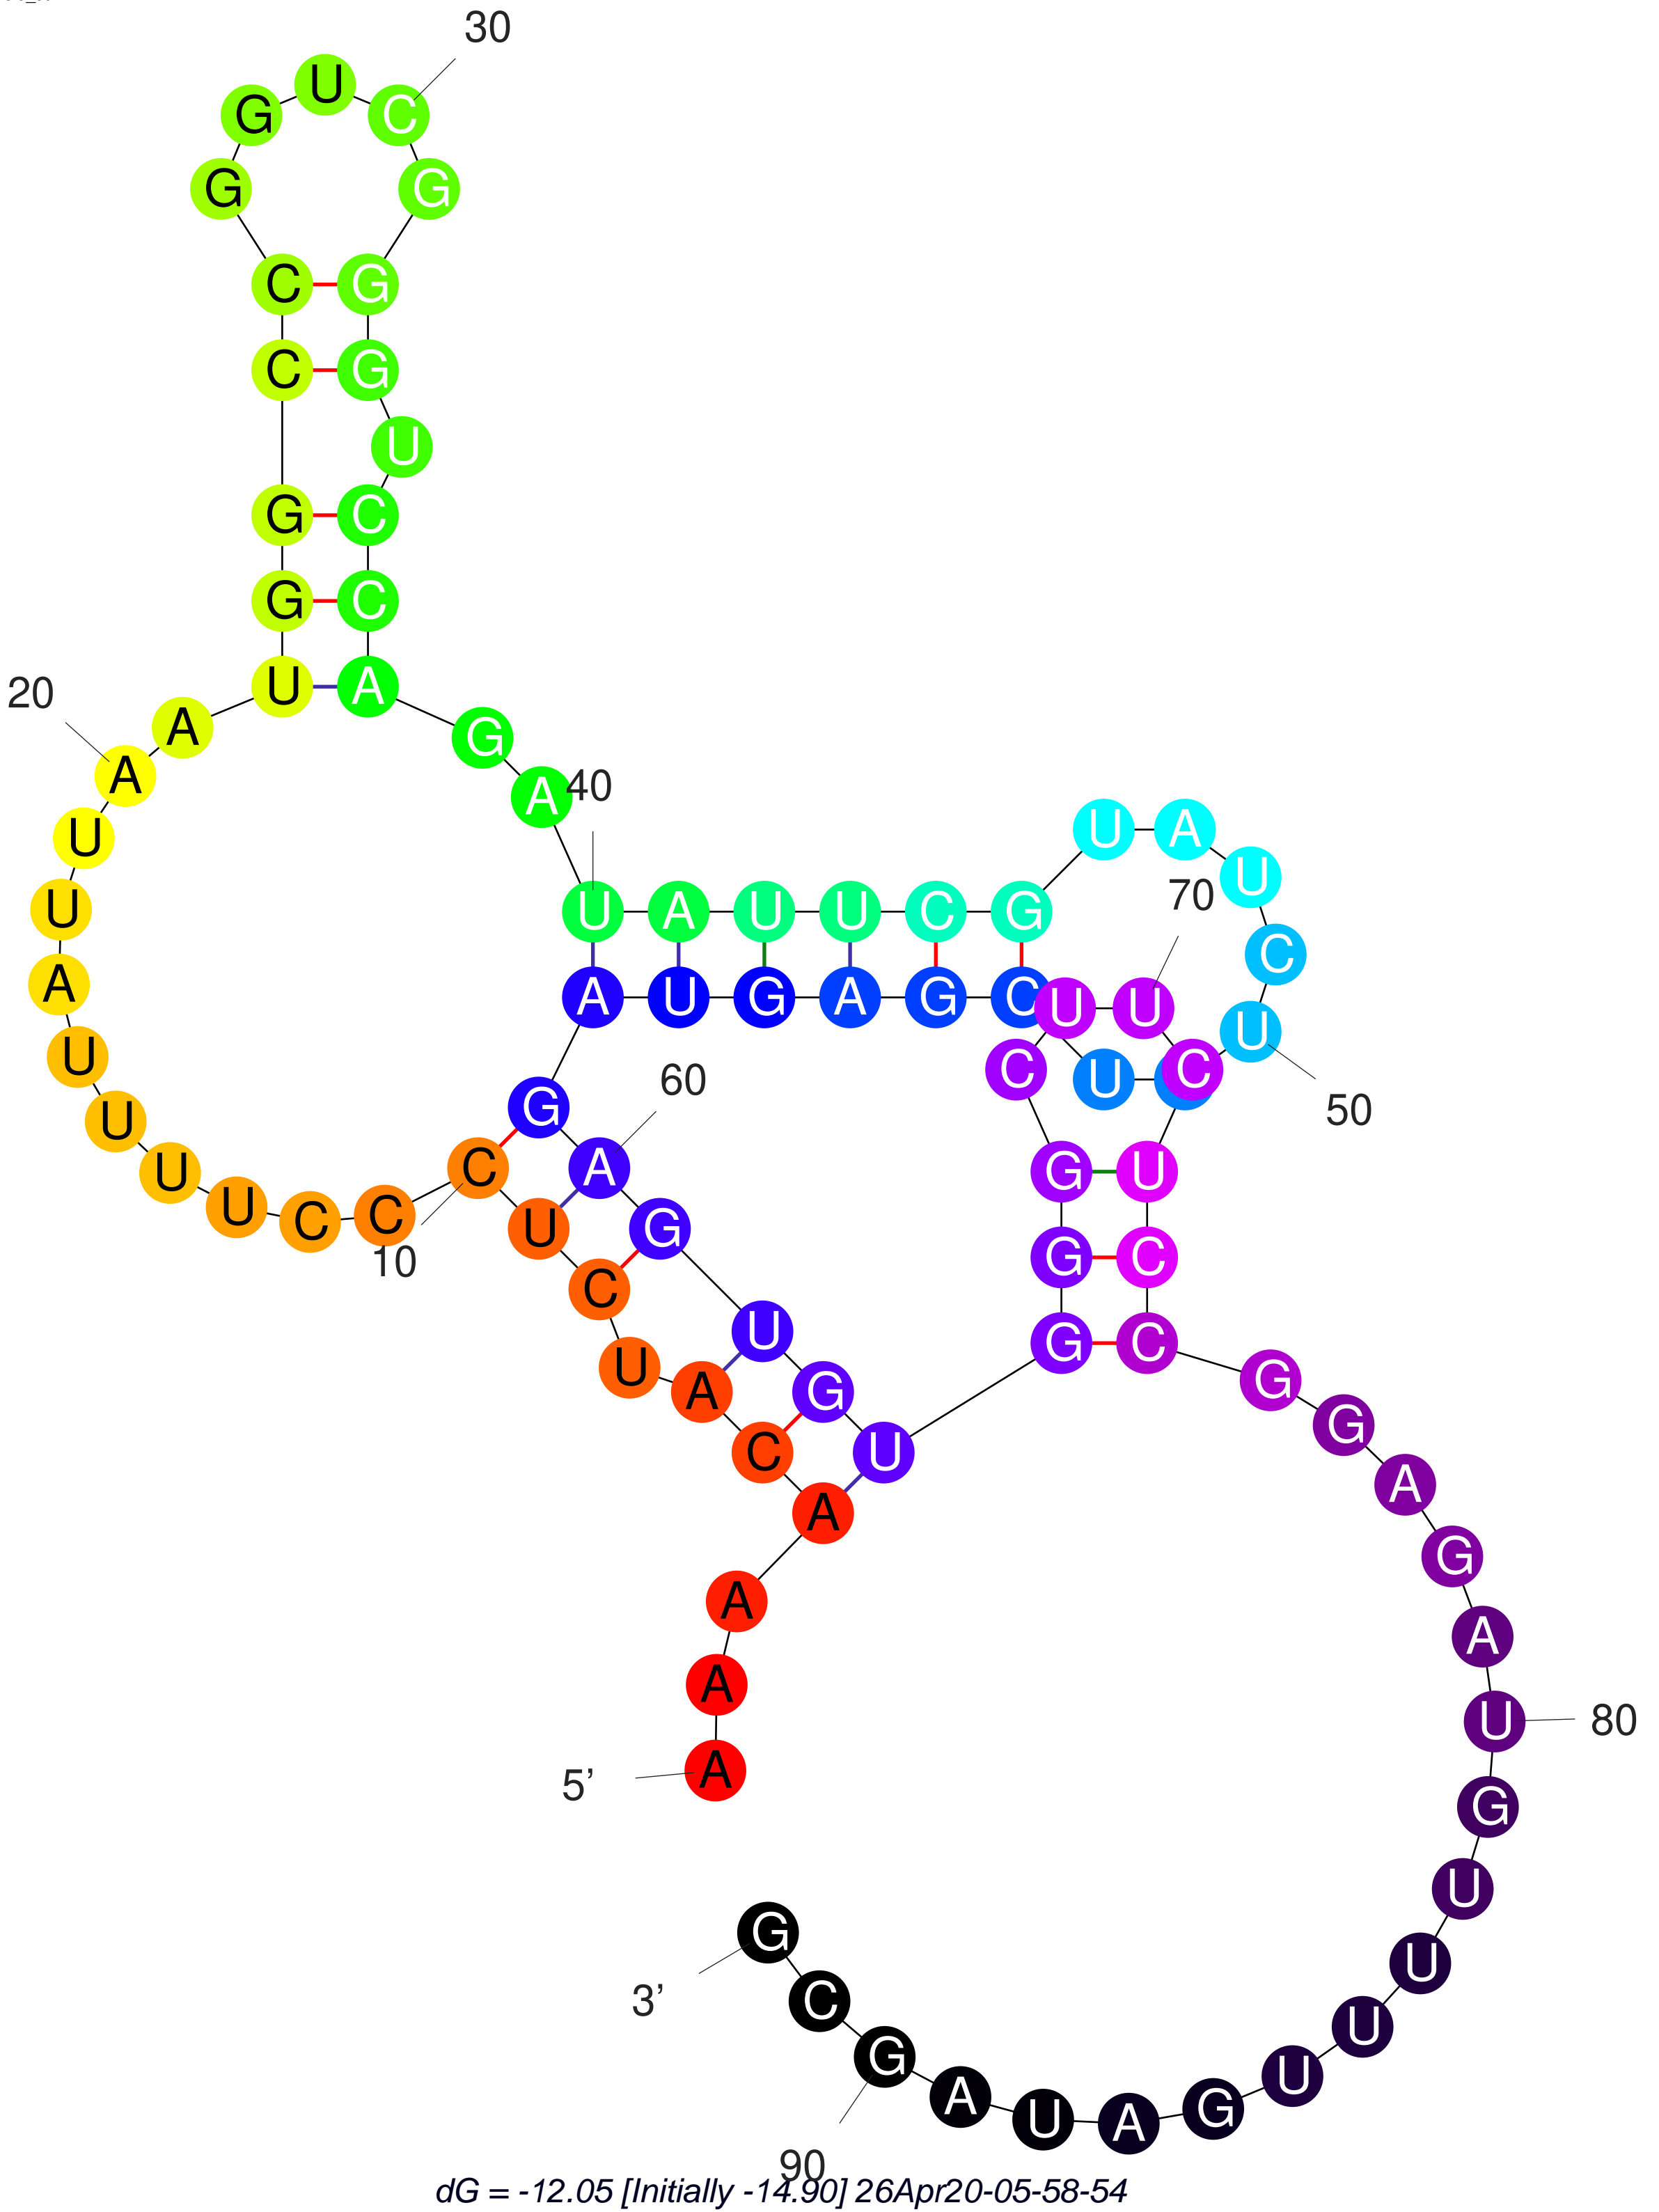 30
U
G C
G G
C G
C G
U
G C
G C
U A
20
A G
A A 40
U U A
U U A U U C G U 70
A A U G A G C U U C
U 60 C U C U
G 50
U
U C A G U
U C C U G
10 C G C
U G C
U A G G
C U G
A A
G
A A
A U 80
5’ A
G
U
G
U
3’ C
U
G U
A U A G
90
dG = -12.05 [Initially -14.90] 26Apr20-05-58-54